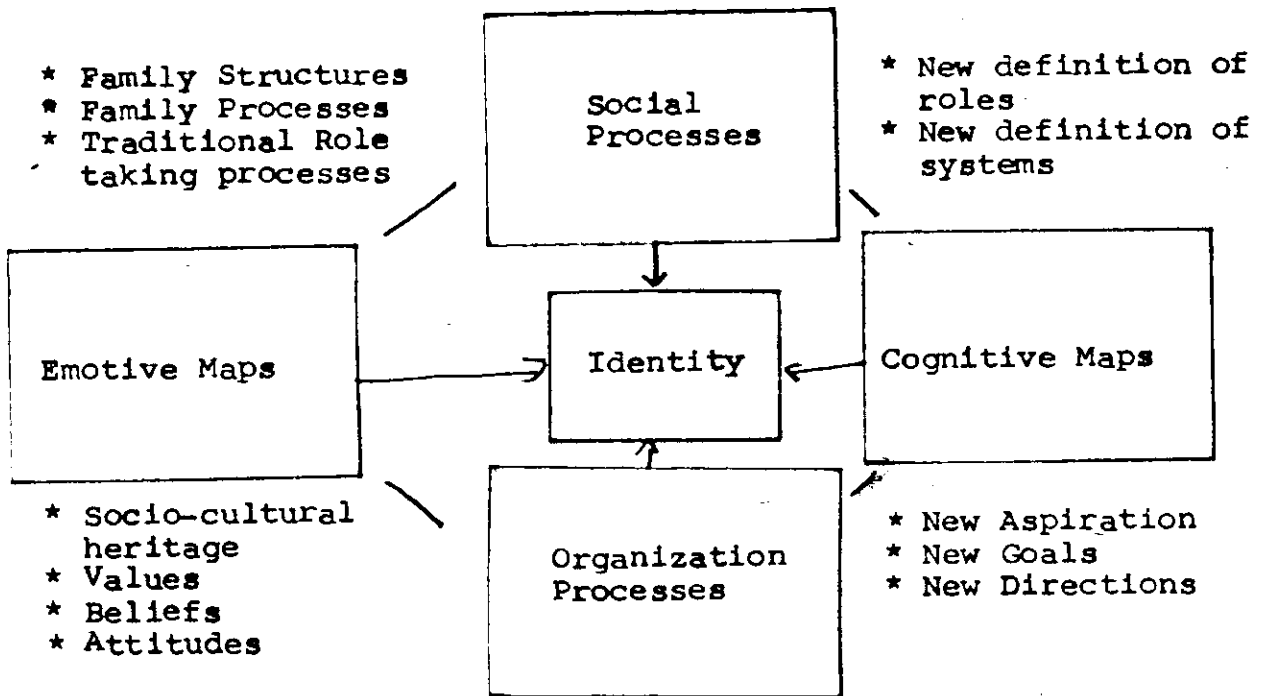 * Family Structures
* Family Processes
* Traditional Role
taking processes
Social
Processes
* New definition of
roles
* New definition of
systems
Emotive Maps
Identity
Cognitive Maps
* Socio-cultural
heritage
* Values
* Beliefs
* Attitudes
Organization
Processes
* New Aspiration
* New Goals
* New Directions